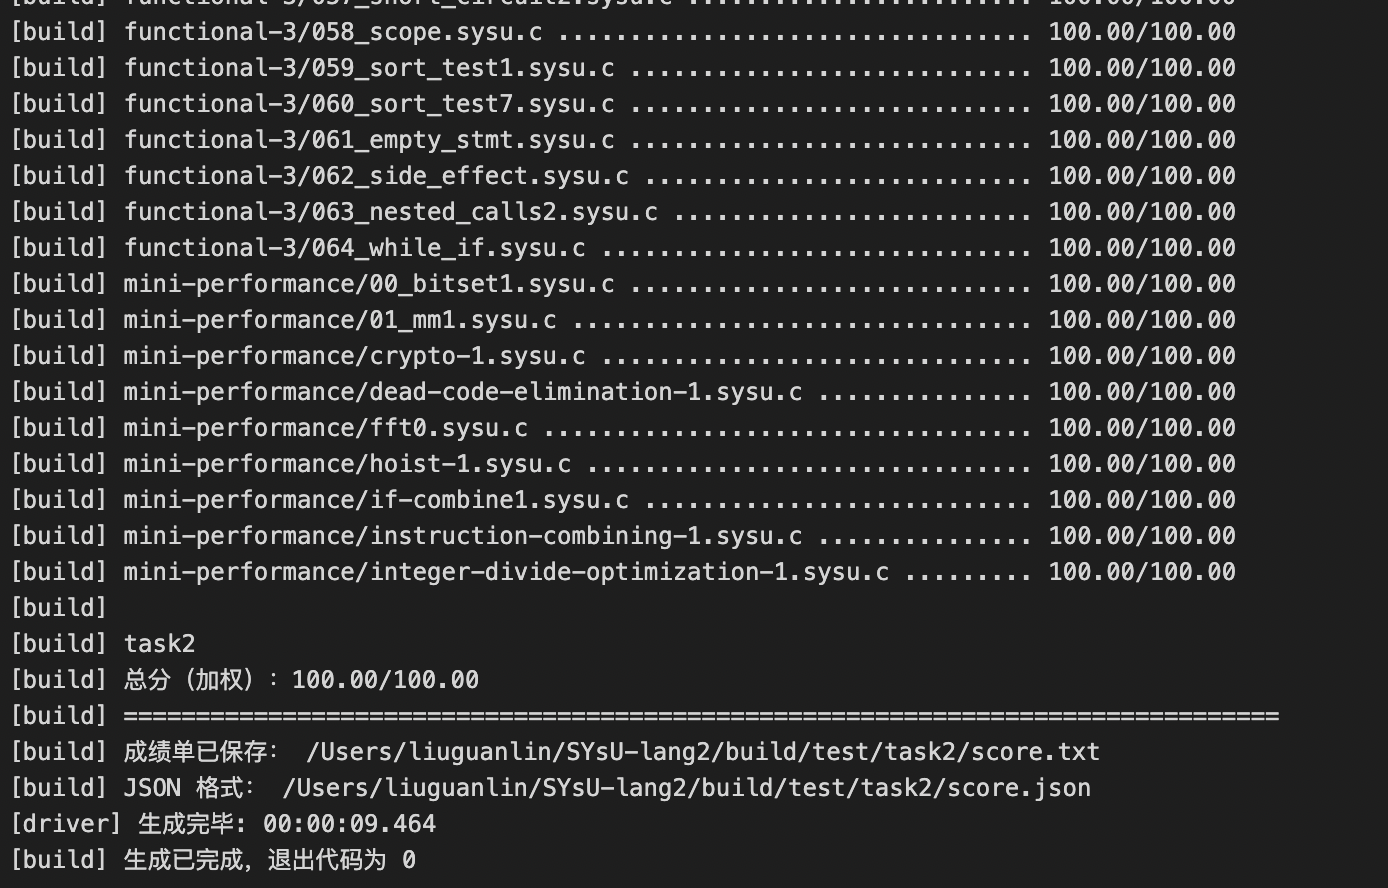 [build] functional-3/057_short_circuit2.sysu.c ........................ 100.00/100.00
[build] functional-3/058_scope.sysu.c ................................. 100.00/100.00
[build] functional-3/059_sort_test1.sysu.c ............................ 100.00/100.00
[build] functional-3/060_sort_test7.sysu.c ............................ 100.00/100.00
[build] functional-3/061_empty_stmt.sysu.c ............................ 100.00/100.00
[build] functional-3/062_side_effect.sysu.c ........................... 100.00/100.00
[build] functional-3/063_nested_calls2.sysu.c ......................... 100.00/100.00
[build] functional-3/064_while_if.sysu.c .............................. 100.00/100.00
[build] mini-performance/00_bitset1.sysu.c ............................ 100.00/100.00
[build] mini-performance/01_mm1.sysu.c ................................ 100.00/100.00
[build] mini-performance/crypto-1.sysu.c .............................. 100.00/100.00
[build] mini-performance/dead-code-elimination-1.sysu.c ............... 100.00/100.00
[build] mini-performance/fft0.sysu.c .................................. 100.00/100.00
[build] mini-performance/hoist-1.sysu.c ............................... 100.00/100.00
[build] mini-performance/if-combine1.sysu.c ........................... 100.00/100.00
[build] mini-performance/instruction-combining-1.sysu.c ............... 100.00/100.00
[build] mini-performance/integer-divide-optimization-1.sysu.c ......... 100.00/100.00
[build]
[build] task2
[build] 总分（加权）: 100.00/100.00
[build] ================================================================================
[build] 成绩单已保存： /Users/liuguanlin/SYsU-lang2/build/test/task2/score.txt
[build] JSON 格式： /Users/liuguanlin/SYsU-lang2/build/test/task2/score.json
[driver] 生成完毕: 00:00:09.464
[build] 生成已完成，退出代码为 0